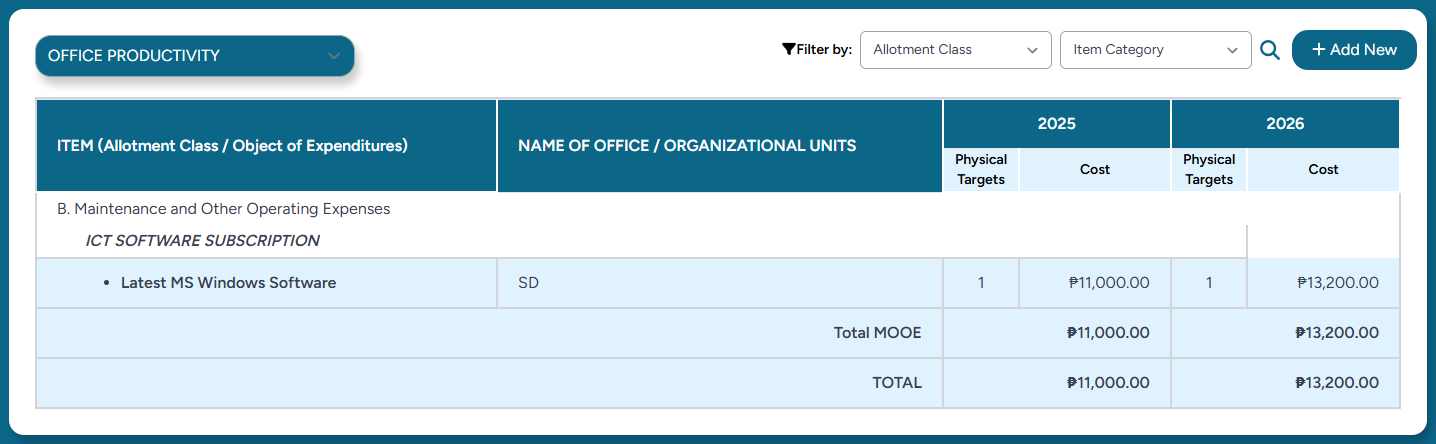 OFFICE PRODUCTIVITY
Filter by:
Allotment Class
Item Category
+ Add New
ITEM (Allotment Class / Object of Expenditures)
NAME OF OFFICE / ORGANIZATIONAL UNITS
2025
2026
Physical
Targets
Cost
Physical
Targets
Cost
B. Maintenance and Other Operating Expenses
ICT SOFTWARE SUBSCRIPTION
• Latest MS Windows Software
SD
1
₱11,000.00
1
₱13,200.00
Total MOOE
₱11,000.00
₱13,200.00
TOTAL
₱11,000.00
₱13,200.00